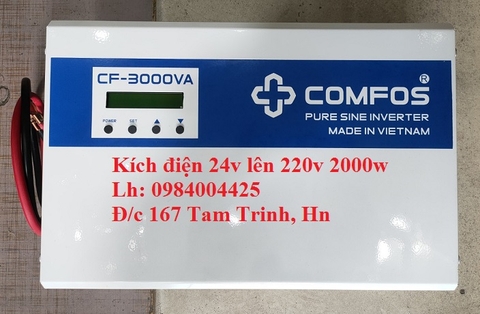 CF-3000VA
POWER SET
COMFOS ®
PURE SINE INVERTER
MADE IN VIETNAM
Kích điện 24v lên 220v 2000w
Lh: 0984004425
Đ/c 167 Tam Trinh, Hn